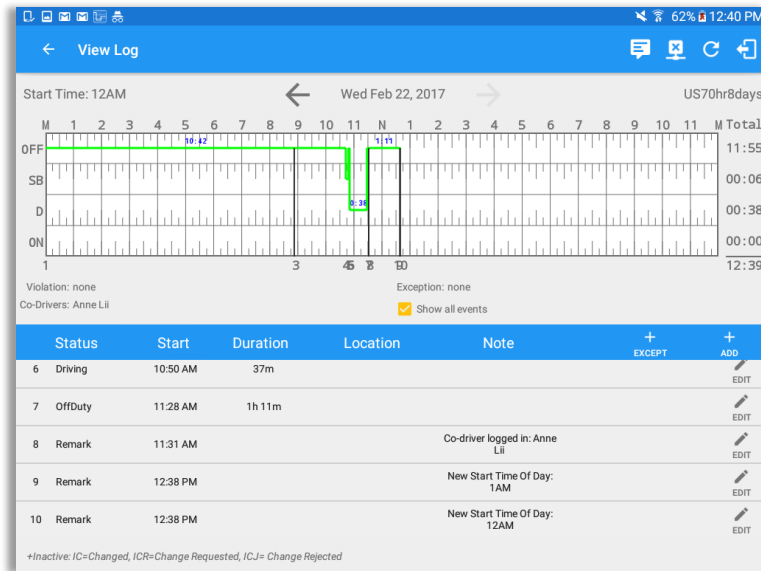 62% 12:40 PM
View Log
Start Time: 12AM Wed Feb 22, 2017 US70hr8days
M 1 2 3 4 5 6 7 8 9 10 11 N 1 2 3 4 5 6 7 8 9 10 11 M Total
OFF 10:42 1:11 11:55
SB 00:06
D 0:38 00:38
ON 00:00
1 3 4 6 7 8 9 10 12:39
Violation: none Exception: none
Co-Drivers: Anne Lii Show all events
Status Start Duration Location Note + EXCEPT + ADD
6 Driving 10:50 AM 37m EDIT
7 OffDuty 11:28 AM 1h 11m EDIT
8 Remark 11:31 AM Co-driver logged in: Anne
Lii EDIT
9 Remark 12:38 PM New Start Time Of Day:
1AM EDIT
10 Remark 12:38 PM New Start Time Of Day:
12AM EDIT
+Inactive: IC=Changed, ICR=Change Requested, ICJ= Change Rejected